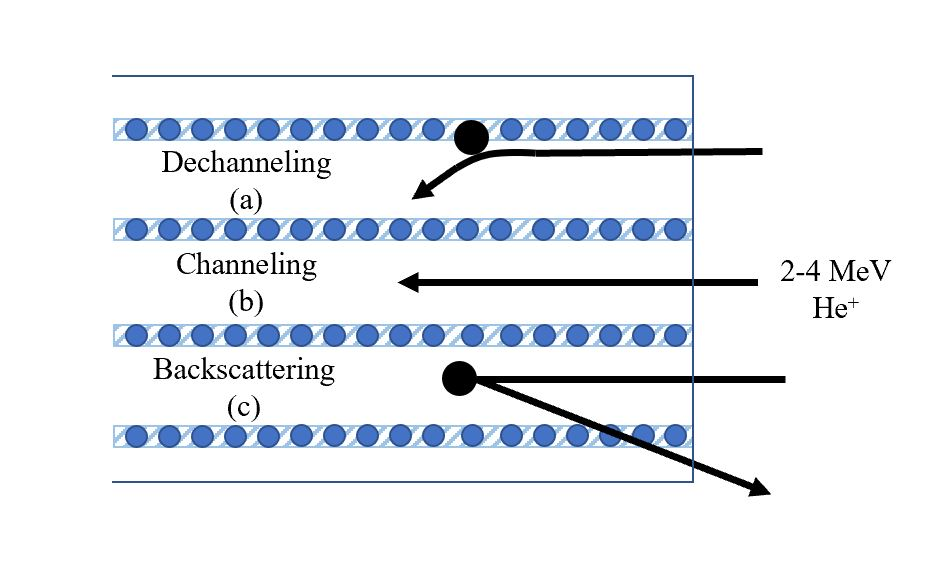 Dechanneling
(a)
Channeling
(b)
2-4 MeV
He⁺
Backscattering
(c)